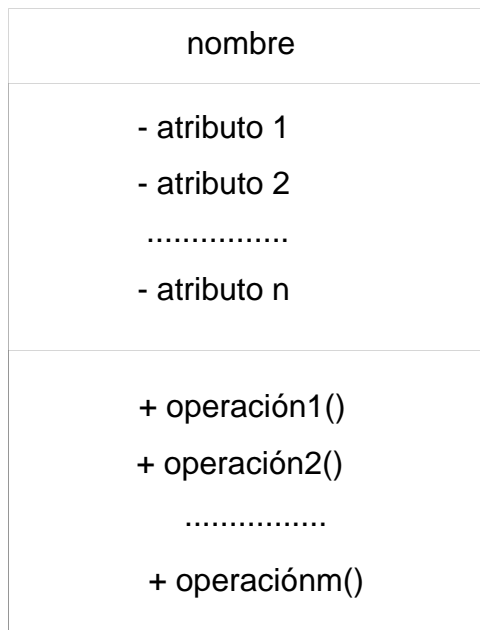 nombre
- atributo 1
- atributo 2
................
- atributo n
+ operación1()
+ operación2()
................
+ operaciónm()